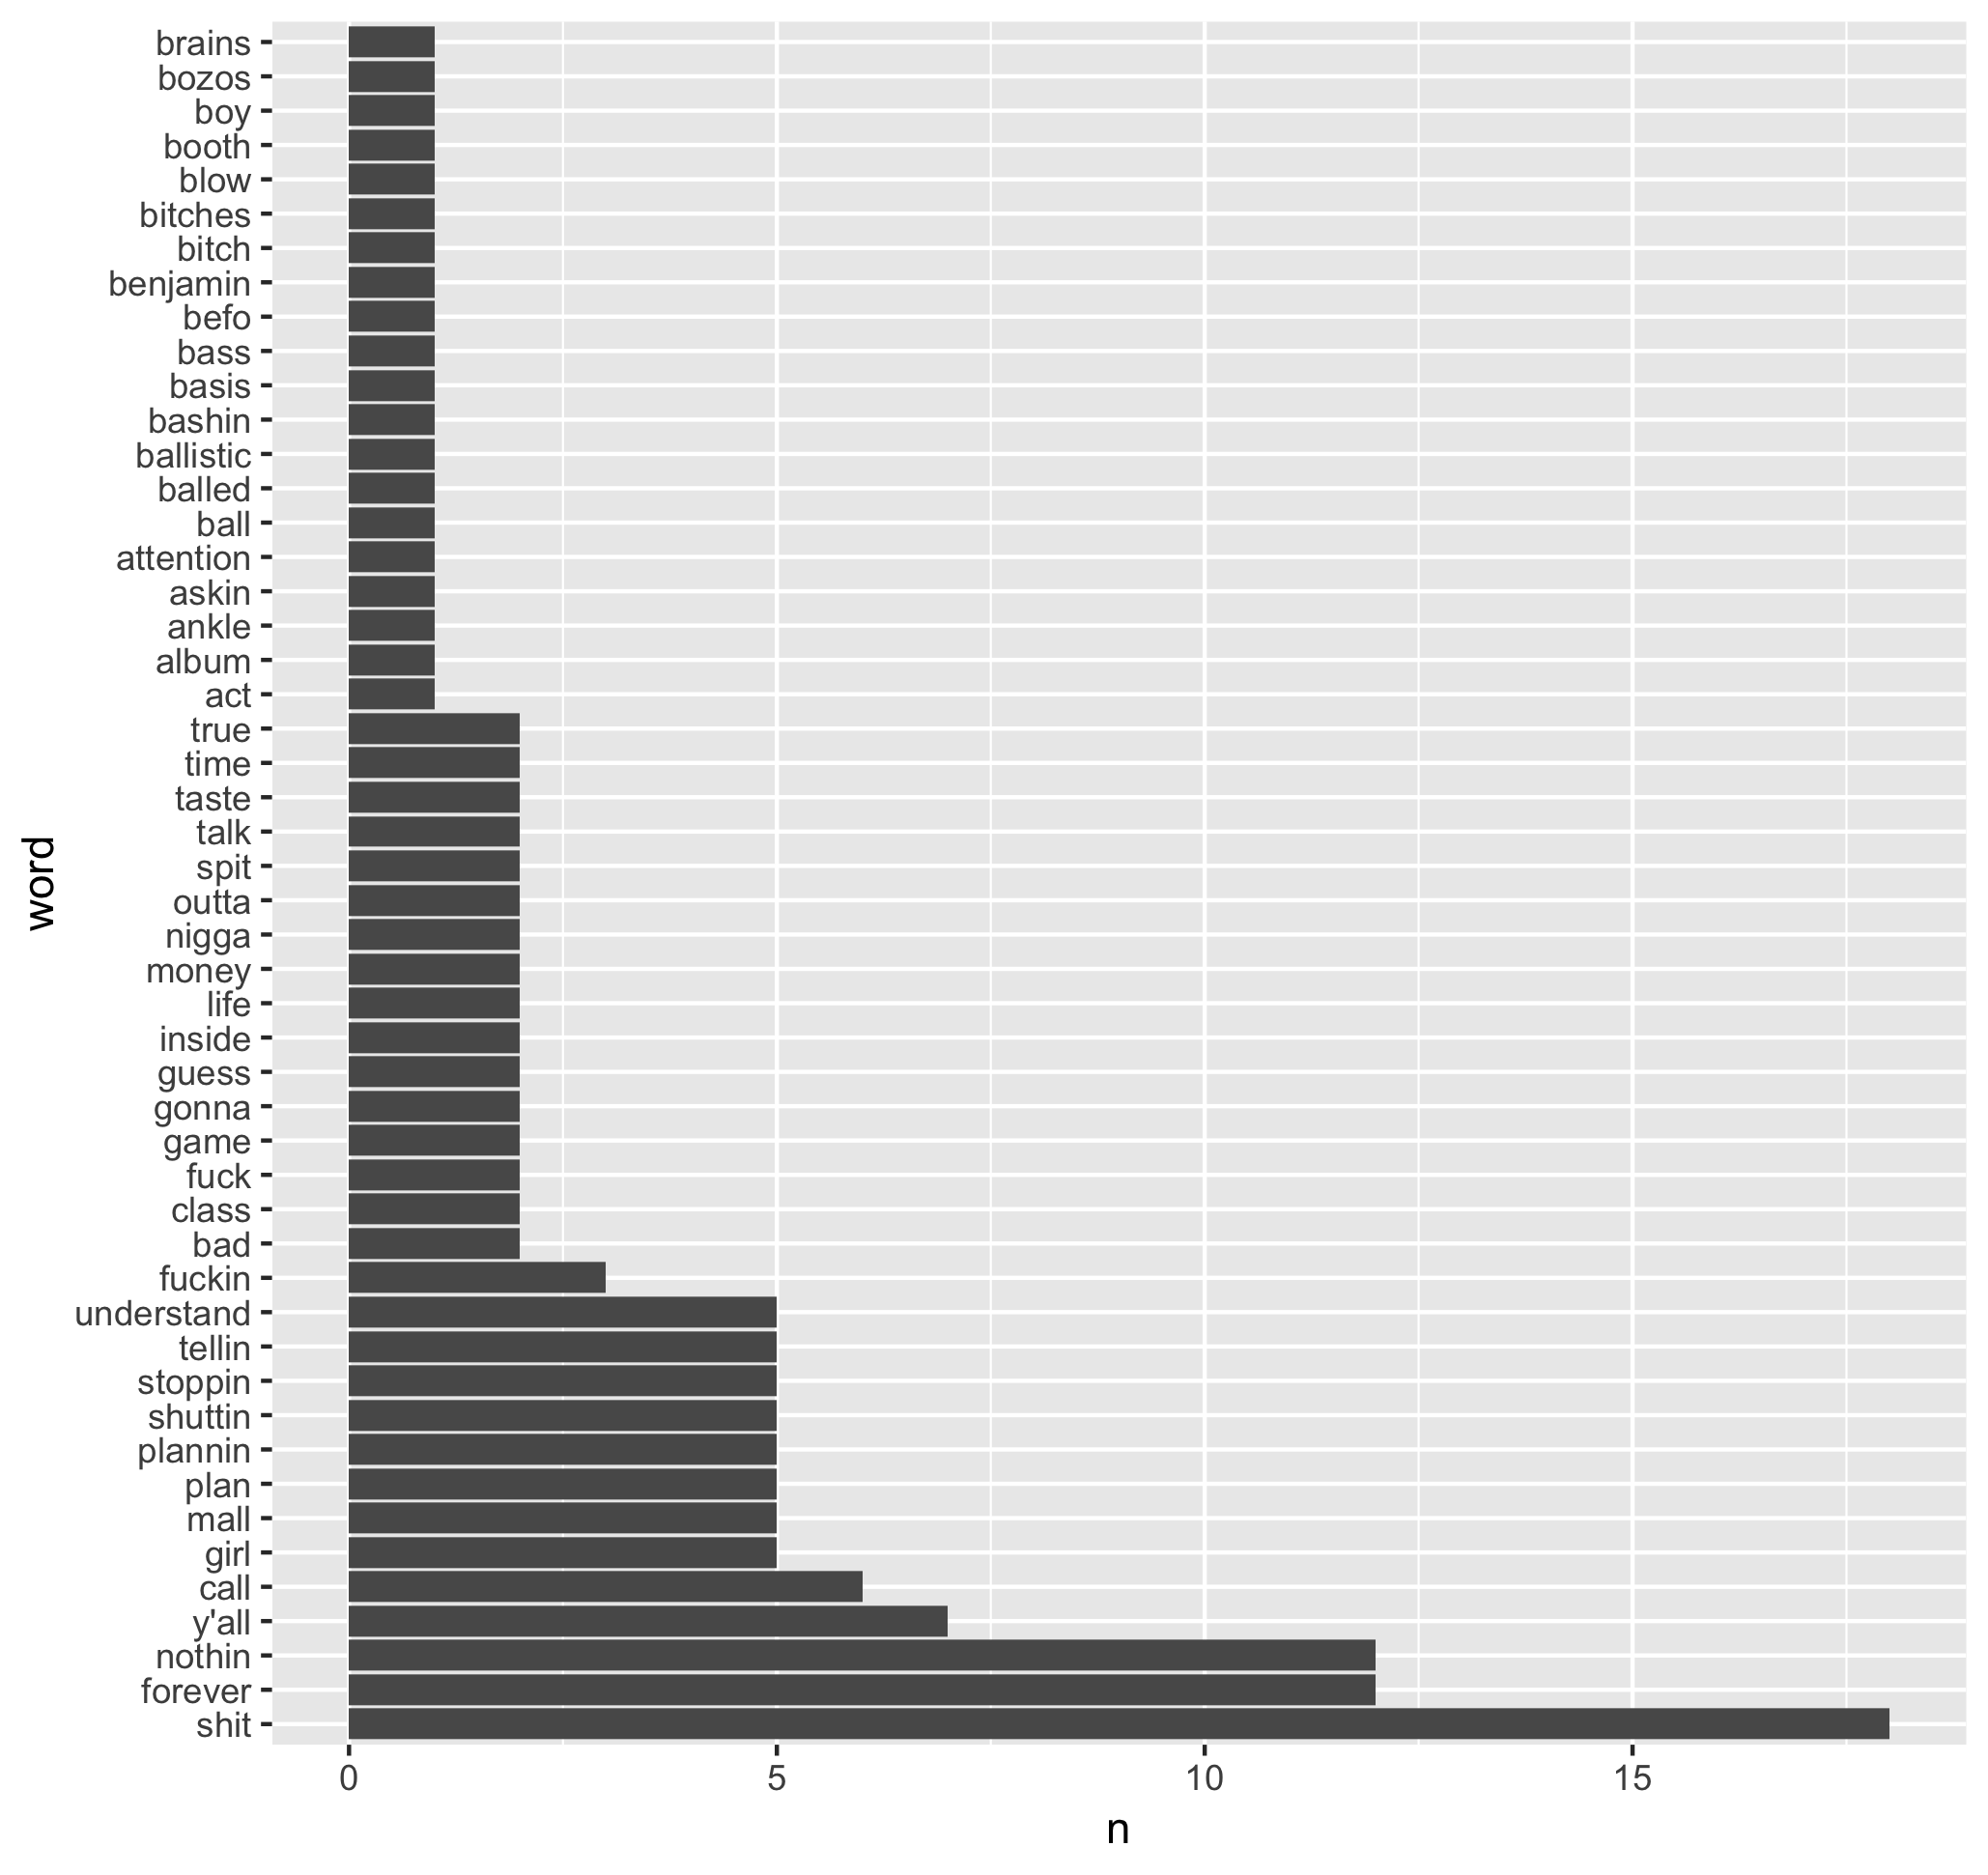 brains
bozos
boy
booth
blow
bitches
bitch
benjamin
befo
bass
basis
bashin
ballistic
balled
ball
attention
askin
ankle
album
act
true
time
taste
talk
spit
outta
nigga
money
life
inside
guess
gonna
game
fuck
class
bad
fuckin
understand
tellin
stoppin
shuttin
plannin
plan
mall
girl
call
y'all
nothin
forever
shit
word
0 5 10 15
n